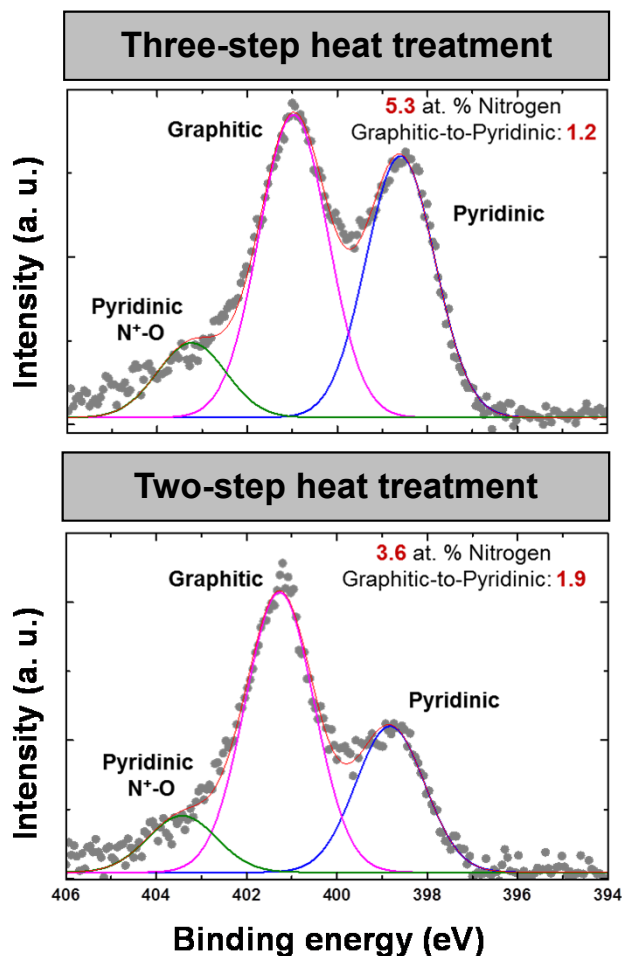 Three-step heat treatment
5.3 at. % Nitrogen
Graphitic-to-Pyridinic: 1.2
Graphitic
Pyridinic
Pyridinic
N⁺-O
Intensity (a. u.)
Two-step heat treatment
3.6 at. % Nitrogen
Graphitic-to-Pyridinic: 1.9
Graphitic
Pyridinic
Pyridinic
N⁺-O
Intensity (a. u.)
406 404 402 400 398 396 394
Binding energy (eV)